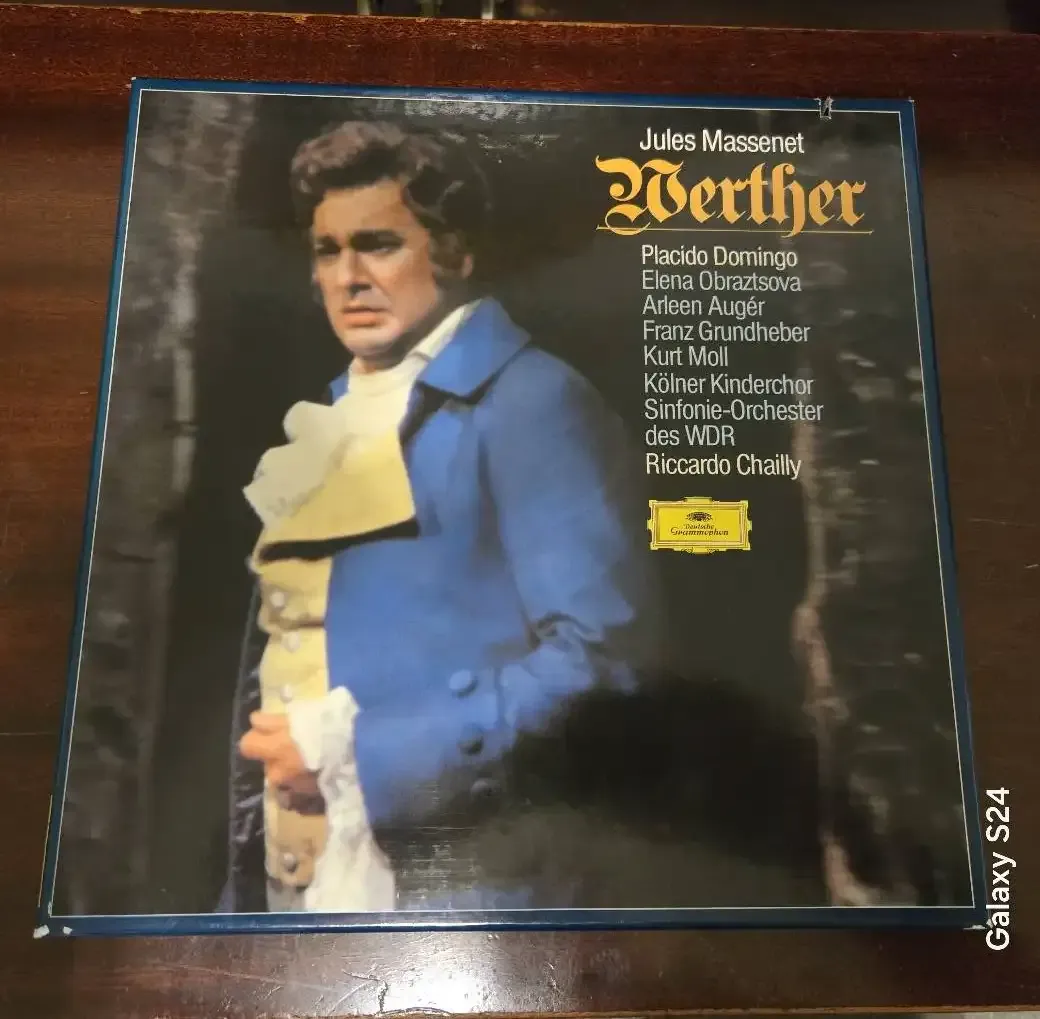 Jules Massenet
Werther
Placido Domingo
Elena Obraztsova
Arleen Augér
Franz Grundheber
Kurt Moll
Kölner Kinderchor
Sinfonie-Orchester
des WDR
Riccardo Chailly
Deutsche
Grammophon
Galaxy S24